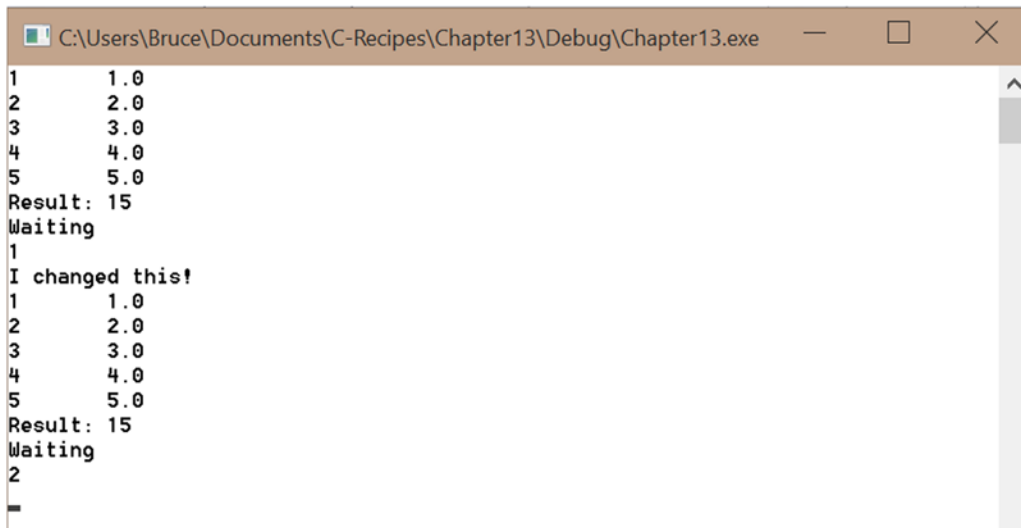 C:\Users\Bruce\Documents\C-Recipes\Chapter13\Debug\Chapter13.exe
1 1.0
2 2.0
3 3.0
4 4.0
5 5.0
Result: 15
Waiting
1
I changed this!
1 1.0
2 2.0
3 3.0
4 4.0
5 5.0
Result: 15
Waiting
2